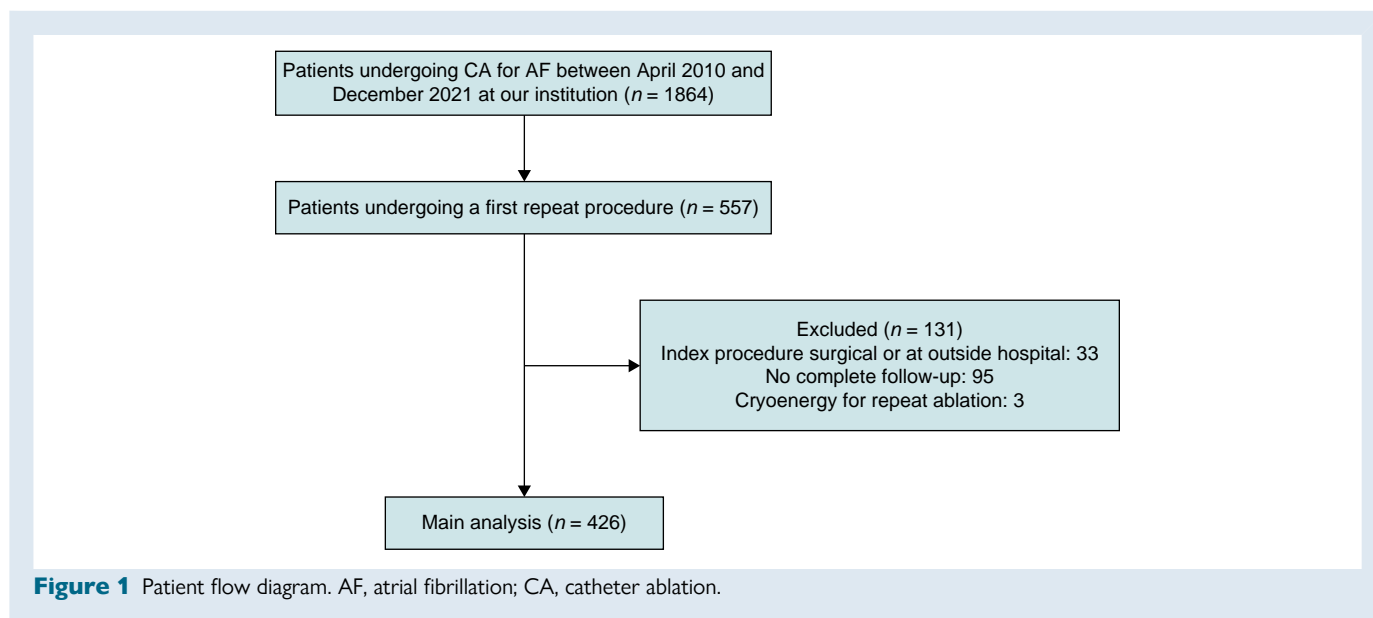 Patients undergoing CA for AF between April 2010 and
December 2021 at our institution (n = 1864)
Patients undergoing a first repeat procedure (n = 557)
Excluded (n = 131)
Index procedure surgical or at outside hospital: 33
No complete follow-up: 95
Cryoenergy for repeat ablation: 3
Main analysis (n = 426)
Figure 1 Patient flow diagram. AF, atrial fibrillation; CA, catheter ablation.